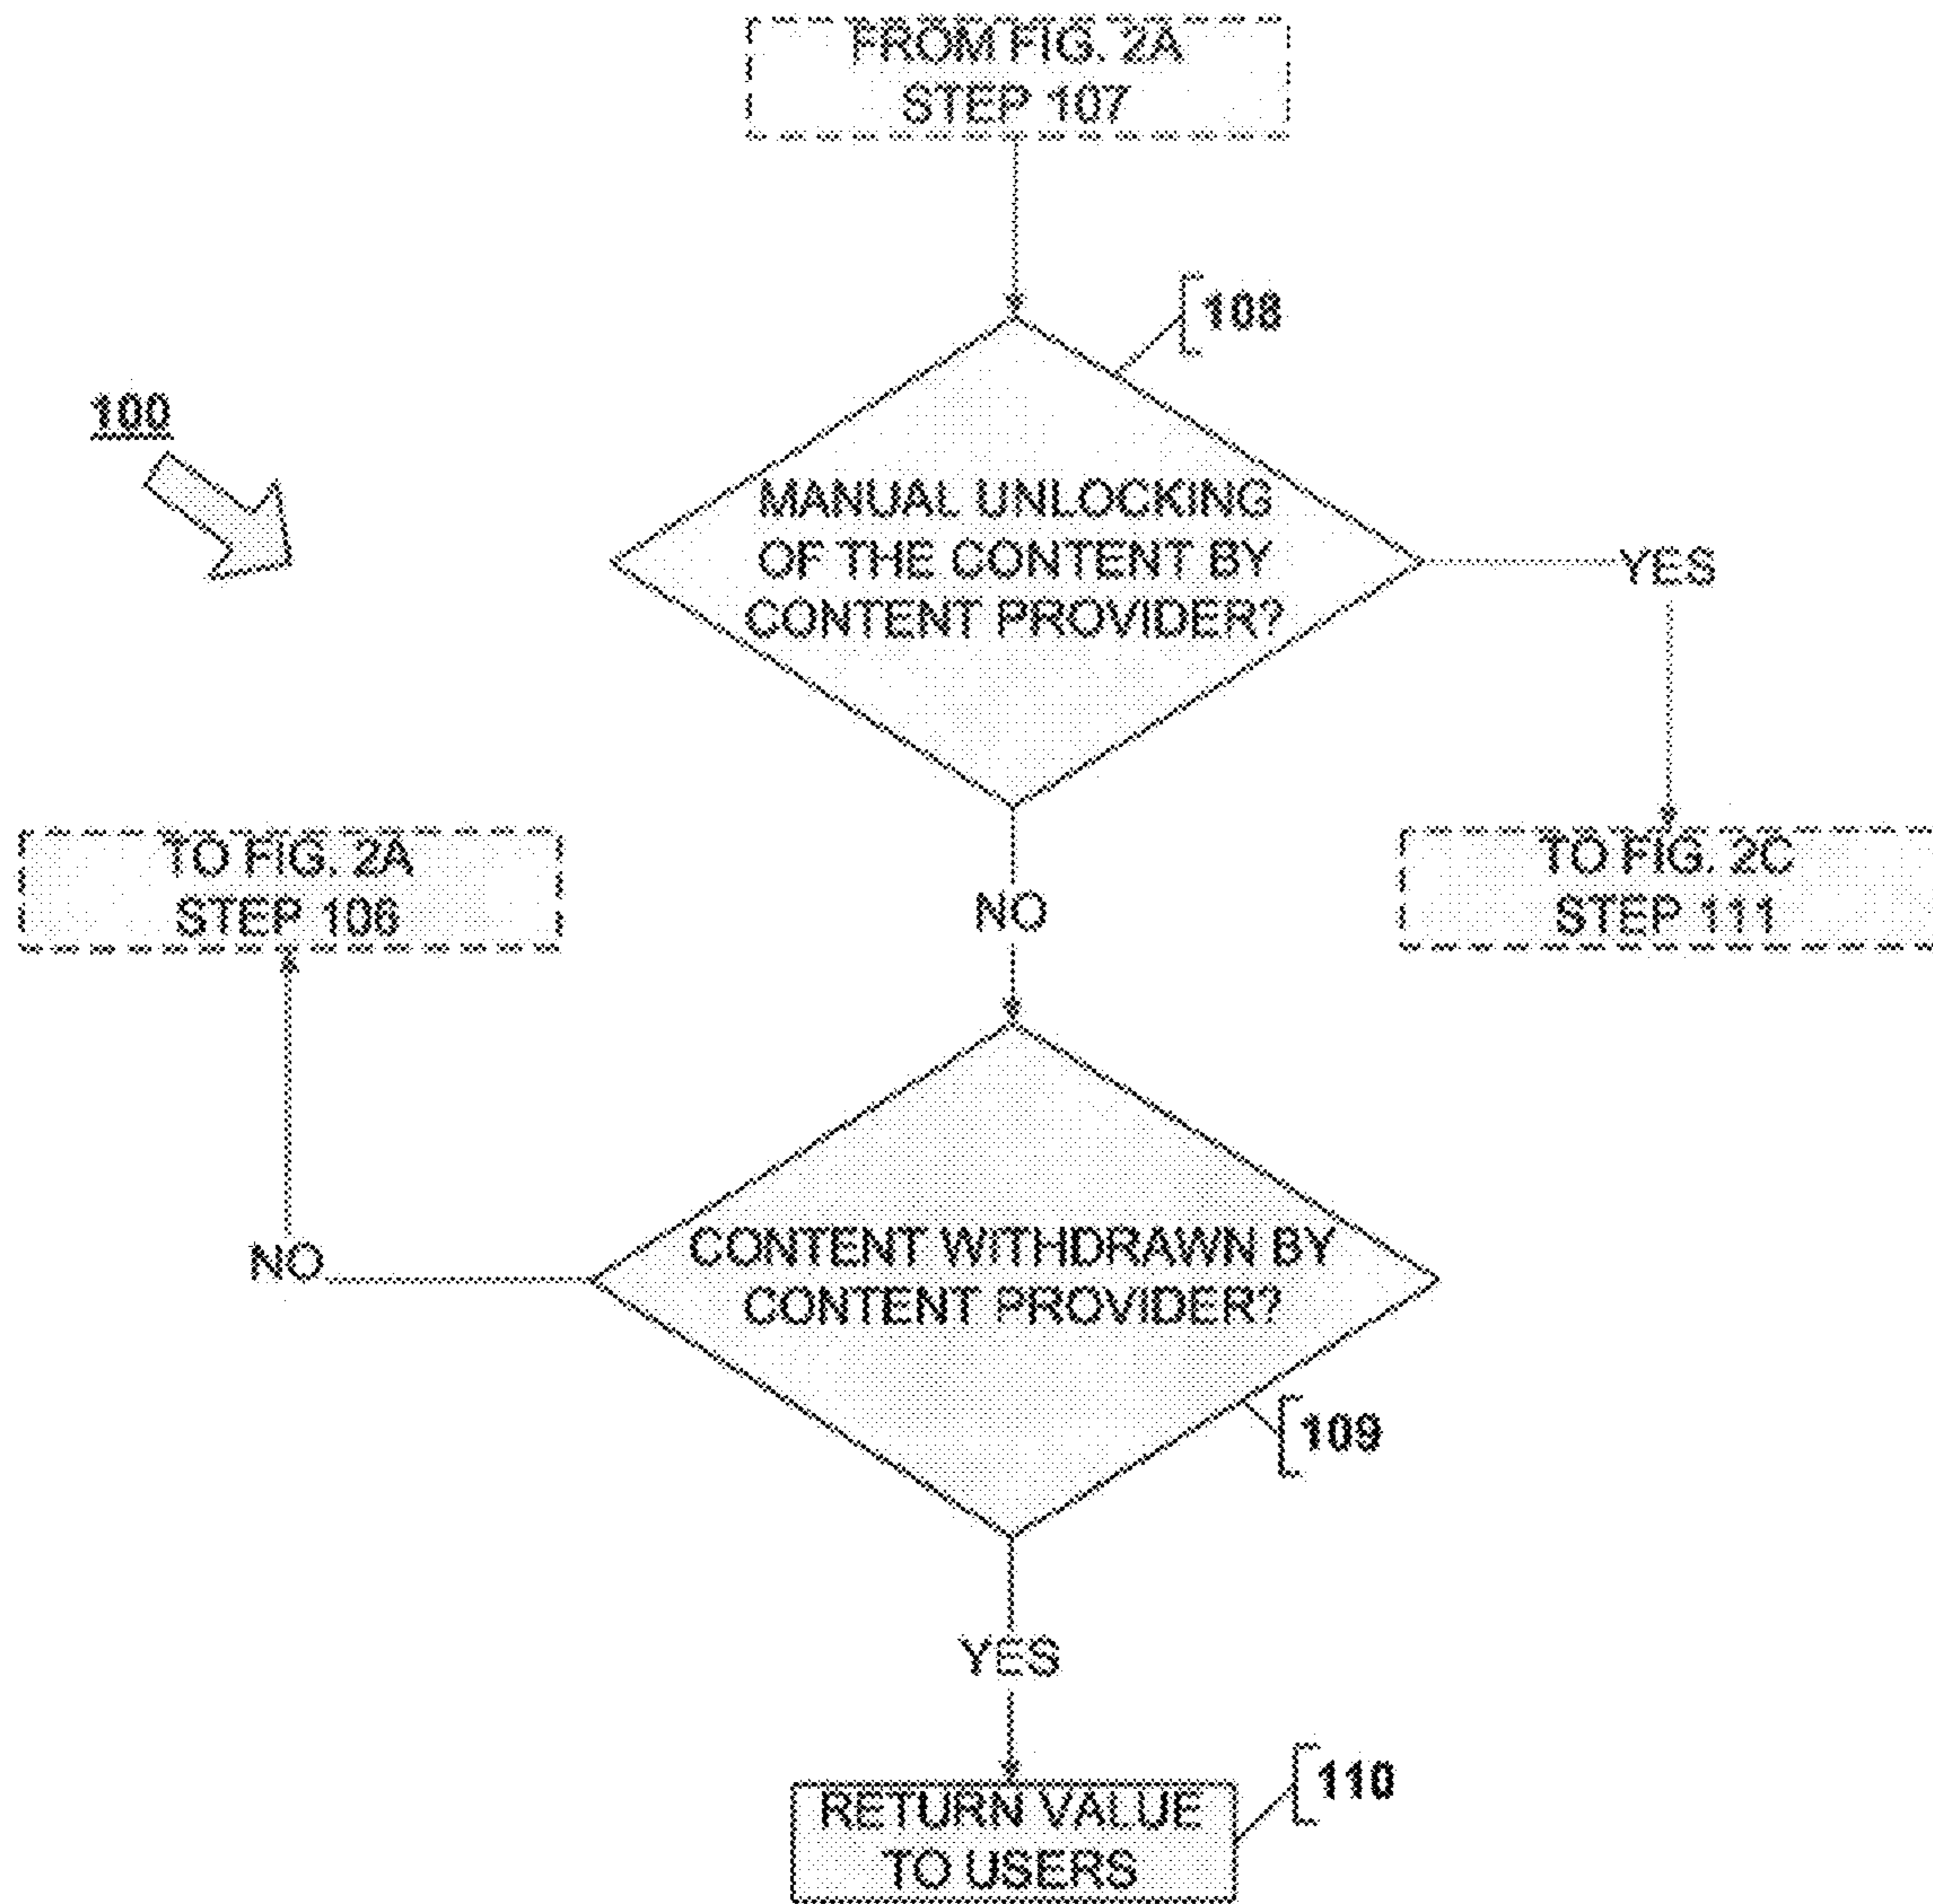 FROM FIG. 2A
STEP 107
108
100
MANUAL UNLOCKING
OF THE CONTENT BY
CONTENT PROVIDER?
YES
TO FIG. 2A
STEP 106
NO
TO FIG. 2C
STEP 111
CONTENT WITHDRAWN BY
CONTENT PROVIDER?
NO
109
YES
RETURN VALUE
TO USERS
110